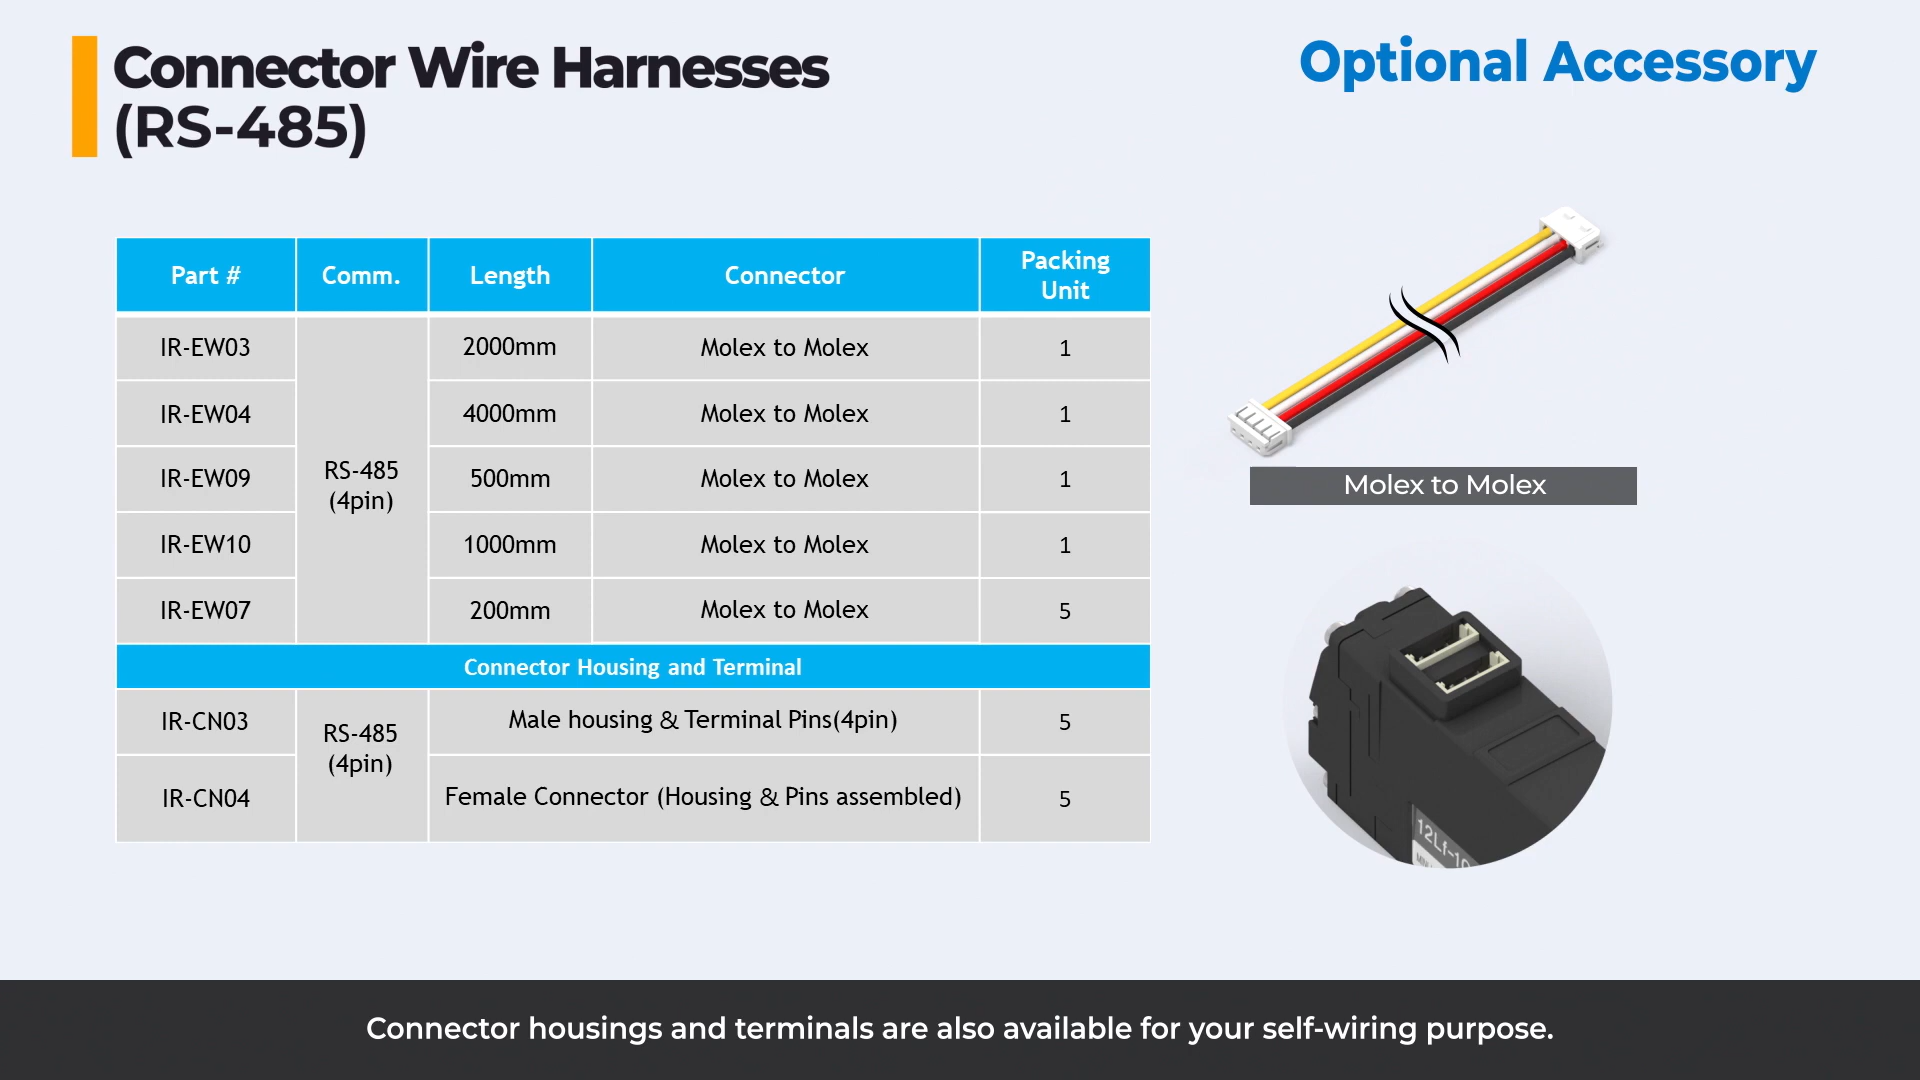 Connector Wire Harnesses
(RS-485)
Optional Accessory
Part # Comm. Length Connector Packing
Unit
IR-EW03 2000mm Molex to Molex 1
IR-EW04 4000mm Molex to Molex 1
RS-485
(4pin)
IR-EW09 500mm Molex to Molex 1
IR-EW10 1000mm Molex to Molex 1
IR-EW07 200mm Molex to Molex 5
Connector Housing and Terminal
IR-CN03 Male housing & Terminal Pins(4pin) 5
RS-485
(4pin)
IR-CN04 Female Connector (Housing & Pins assembled) 5
Molex to Molex
Connector housings and terminals are also available for your self-wiring purpose.